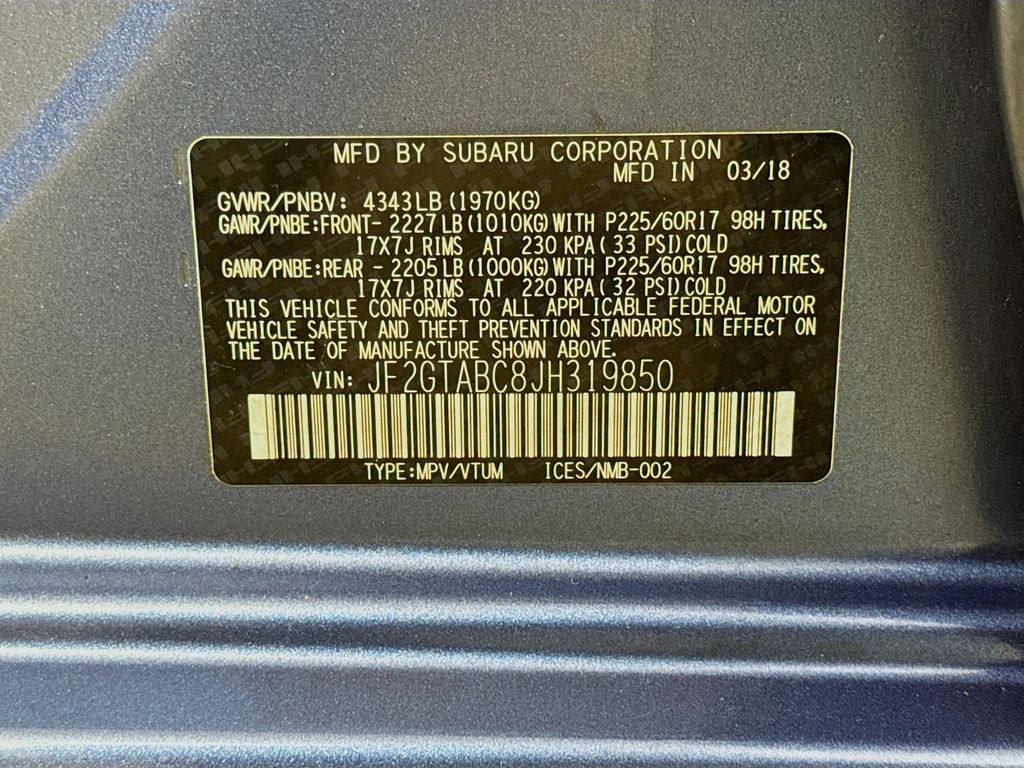 MFD BY SUBARU CORPORATION
MFD IN 03/18
GVWR/PNBV: 4343LB (1970KG)
GAWR/PNBE:FRONT- 2227LB (1010KG) WITH P225/60R17 98H TIRES,
17X7J RIMS AT 230 KPA( 33 PSI)COLD
GAWR/PNBE:REAR - 2205LB (1000KG) WITH P225/60R17 98H TIRES,
17X7J RIMS AT 220 KPA( 32 PSI)COLD
THIS VEHICLE CONFORMS TO ALL APPLICABLE FEDERAL MOTOR
VEHICLE SAFETY AND THEFT PREVENTION STANDARDS IN EFFECT ON
THE DATE OF MANUFACTURE SHOWN ABOVE.
VIN: JF2GTABC8JH319850
TYPE:MPV/VTUM ICES/NMB-002